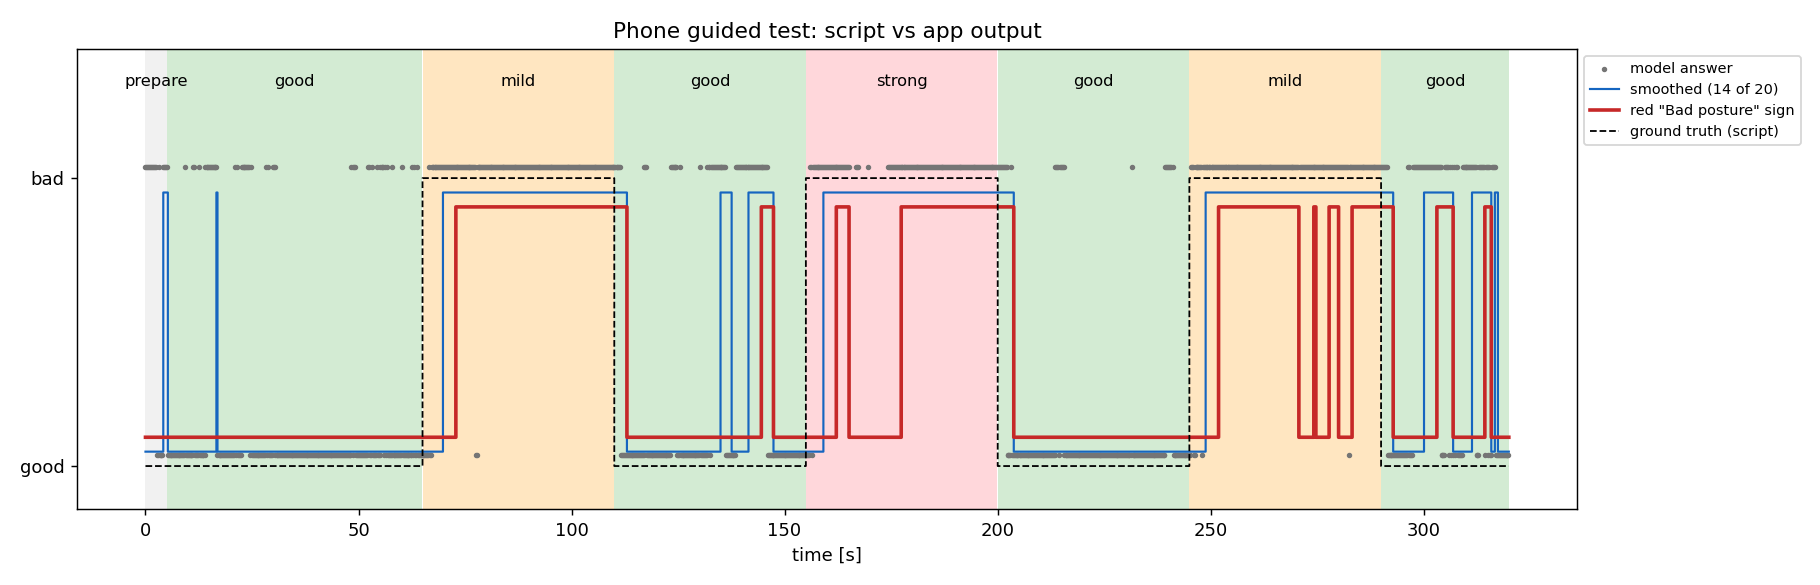 Phone guided test: script vs app output
prepare good mild good strong good mild good
model answer
smoothed (14 of 20)
red "Bad posture" sign
ground truth (script)
bad
good
0 50 100 150 200 250 300
time [s]